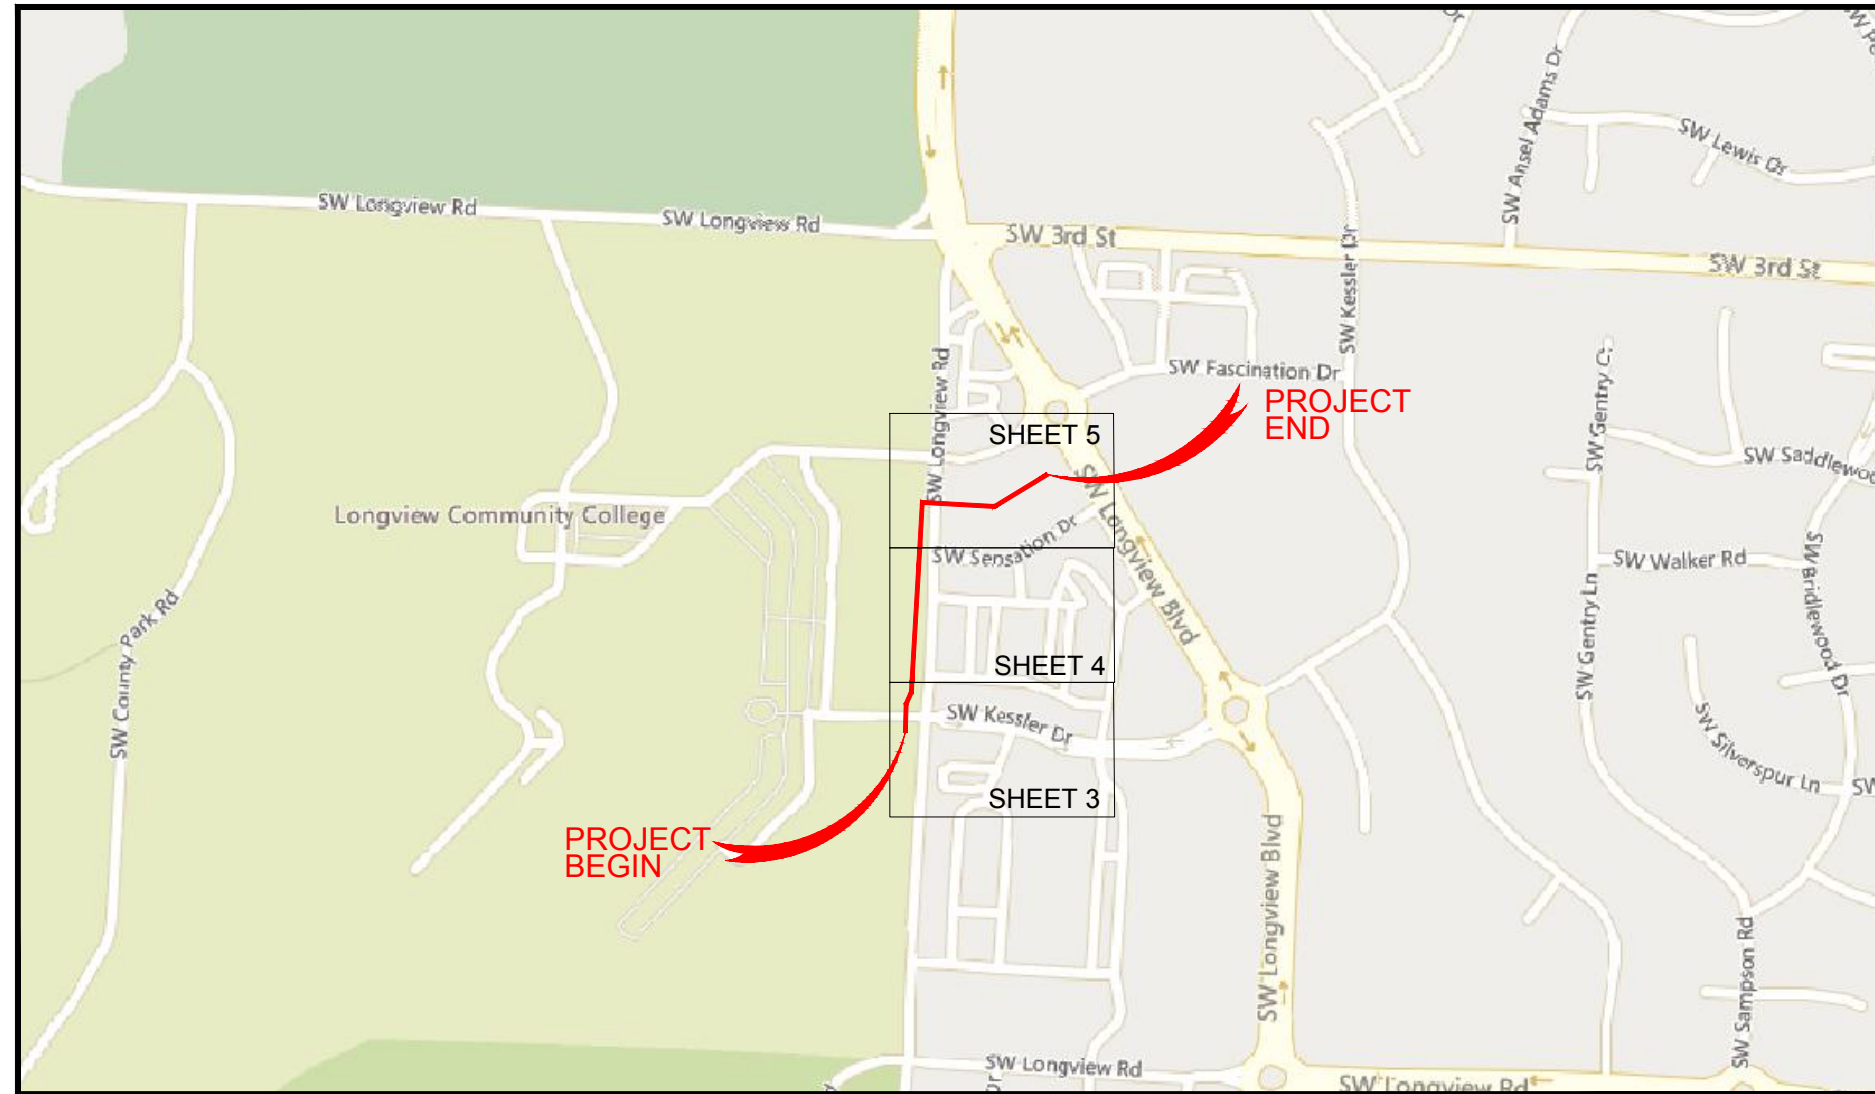 SW Ansel Adams Dr
SW Lewis Dr
SW Longview Rd
SW Longview Rd
SW 3rd St
SW 3rd St
SW Kessler Dr
SW Longview Rd
SW Fascination Dr
PROJECT
END
SHEET 5
SW Gentry Ct
SW Longview Blvd
Longview Community College
SW Sensation Dr
SW Walker Rd
SW Bridlewood Dr
SW Gentry Ln
SW County Park Rd
SHEET 4
SW Kessler Dr
SW Silverspur Ln
SW
SHEET 3
PROJECT
BEGIN
SW Longview Blvd
SW Sampson Rd
SW Longview Rd
SW Longview Rd